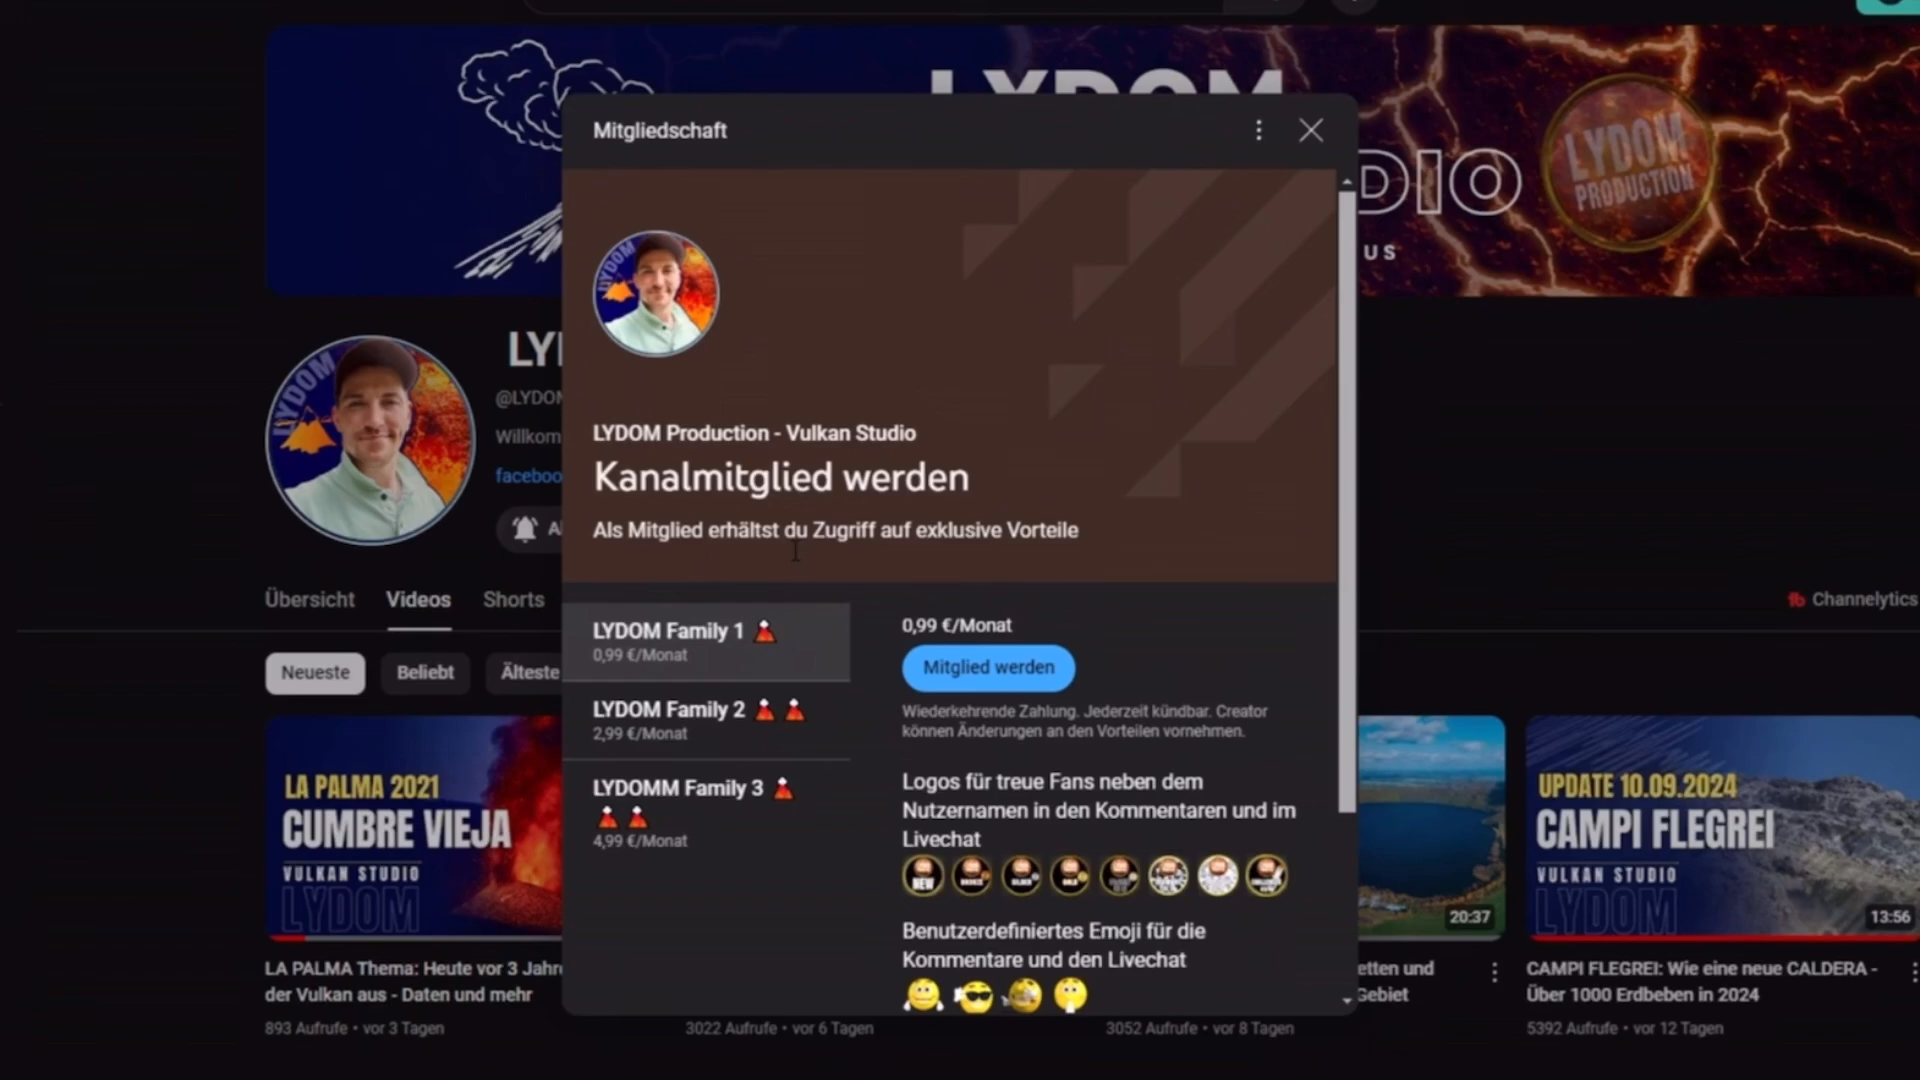 LYDOM
DIO
US
LYDOM
PRODUCTION
Mitgliedschaft
LYDOM
LYDOM Production - Vulkan Studio
Kanalmitglied werden
Als Mitglied erhältst du Zugriff auf exklusive Vorteile
LYDOM
LY
@LYDO
Willkom
faceboo
Übersicht
Videos
Shorts
Channelytics
Neueste
Beliebt
Älteste
LYDOM Family 1
0,99 €/Monat
LYDOM Family 2
2,99 €/Monat
LYDOMM Family 3
4,99 €/Monat
0,99 €/Monat
Mitglied werden
Wiederkehrende Zahlung. Jederzeit kündbar. Creator
können Änderungen an den Vorteilen vornehmen.
Logos für treue Fans neben dem
Nutzernamen in den Kommentaren und im
Livechat
NEW
Benutzerdefiniertes Emoji für die
Kommentare und den Livechat
LA PALMA 2021
CUMBRE VIEJA
VULKAN STUDIO
LYDOM
LA PALMA Thema: Heute vor 3 Jahr
der Vulkan aus - Daten und mehr
893 Aufrufe • vor 3 Tagen
3022 Aufrufe • vor 6 Tagen
20:37
etten und
Gebiet
3052 Aufrufe • vor 8 Tagen
UPDATE 10.09.2024
CAMPI FLEGREI
VULKAN STUDIO
LYDOM
13:56
CAMPI FLEGREI: Wie eine neue CALDERA -
Über 1000 Erdbeben in 2024
5392 Aufrufe • vor 12 Tagen